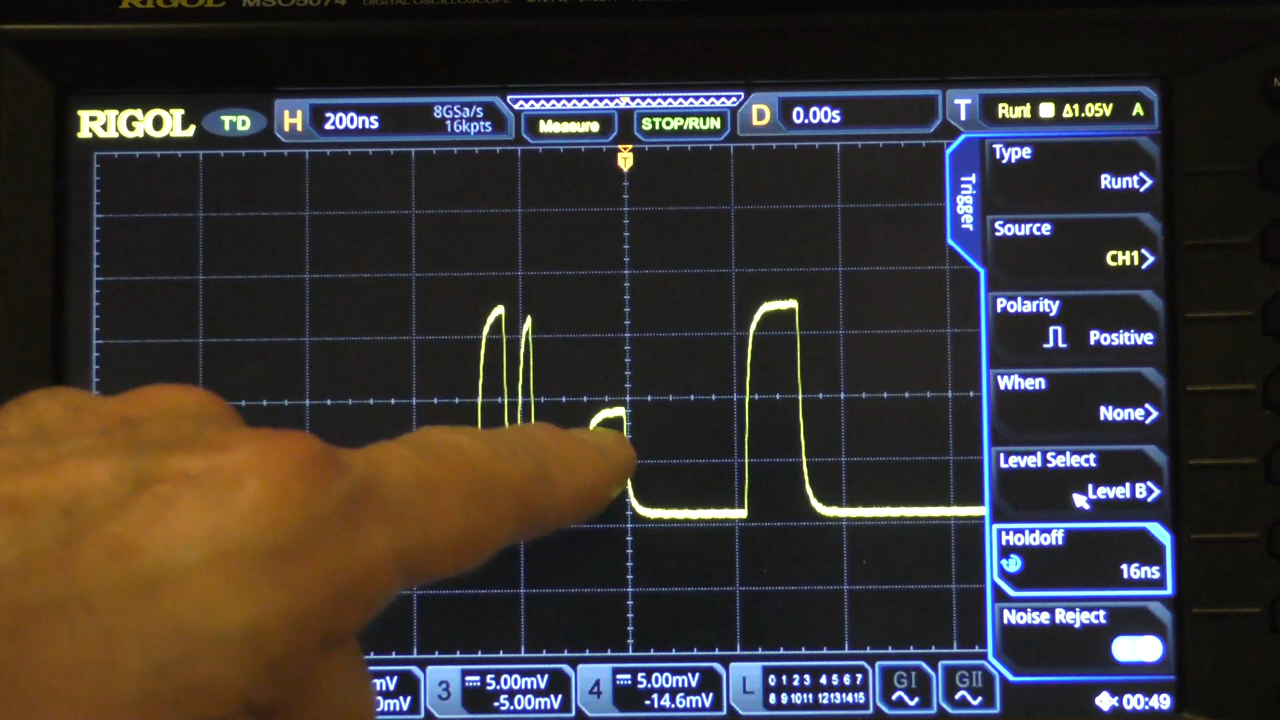 RIGOL MSO5074 DIGITAL OSCILLOSCOPE
RIGOL T'D H 200ns 8GSa/s 16kpts Measure STOP/RUN D 0.00s T Runt Δ1.05V A
T
Trigger
Type
Runt
Source
CH1
Polarity
Positive
When
None
Level Select
Level B
Holdoff
16ns
Noise Reject
3 5.00mV
-5.00mV
4 5.00mV
-14.6mV
L 0 1 2 3 4 5 6 7
8 9 10 11 12 13 14 15
GI
GII
00:49